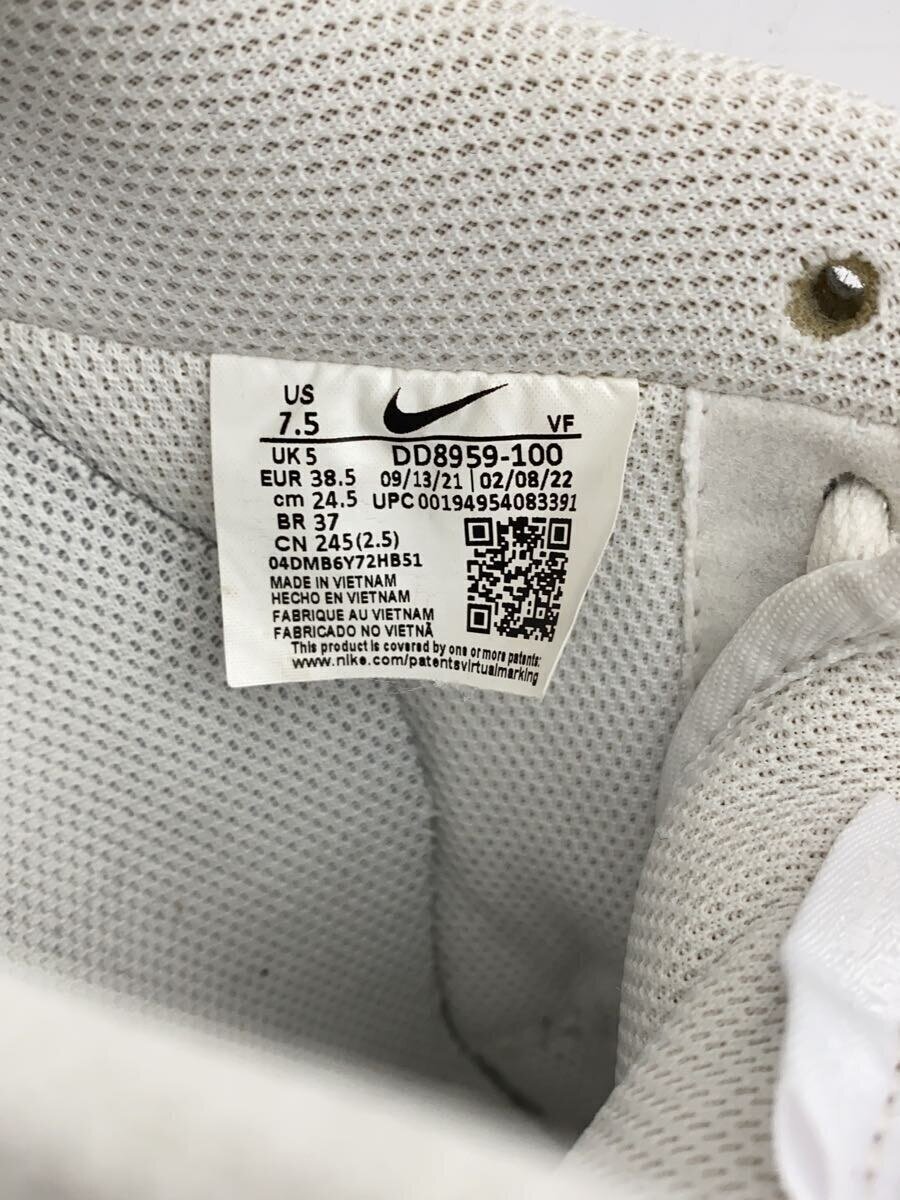 US
7.5 VF
UK 5 DD8959-100
EUR 38.5 09/13/21 02/08/22
cm 24.5 UPC 00194954083391
BR 37
CN 245(2.5)
04DMB6Y72HB51
MADE IN VIETNAM
HECHO EN VIETNAM
FABRIQUE AU VIETNAM
FABRICADO NO VIETNÃ
This product is covered by one or more patents:
www.nike.com/patentsvirtualmarking